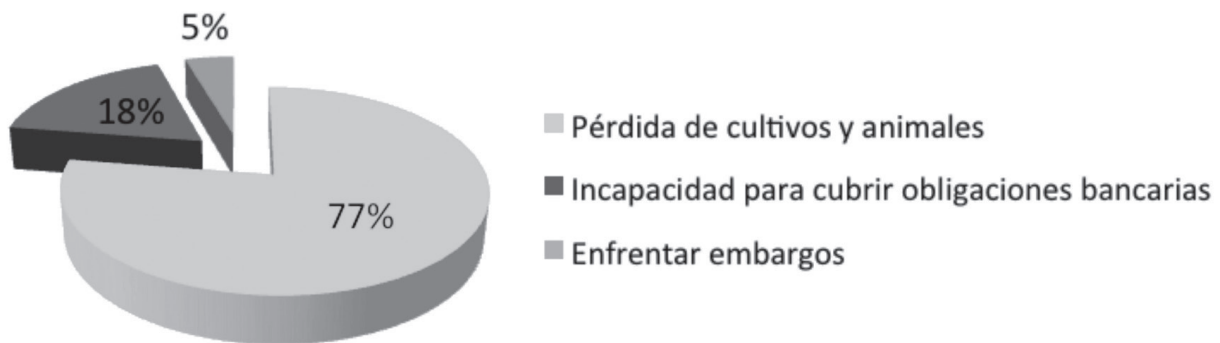 5%
18%
77%
Pérdida de cultivos y animales
Incapacidad para cubrir obligaciones bancarias
Enfrentar embargos